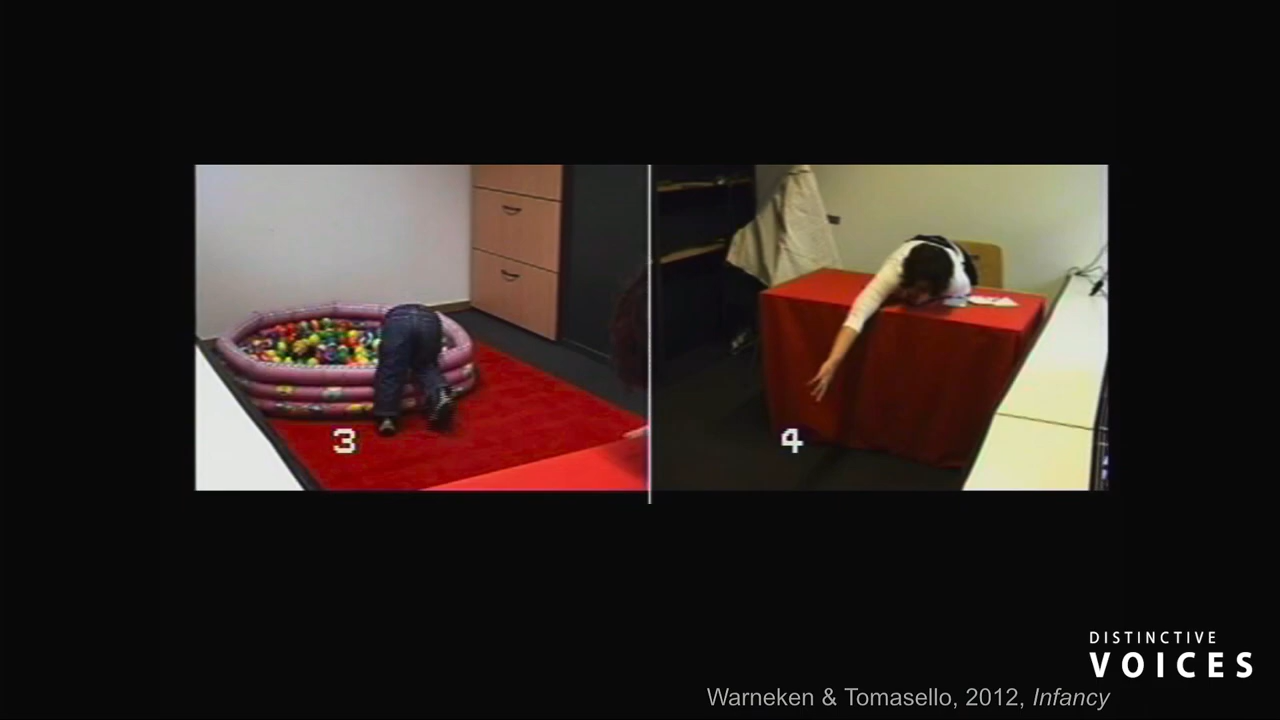 3
4
DISTINCTIVE
VOICES
Warneken & Tomasello, 2012, Infancy